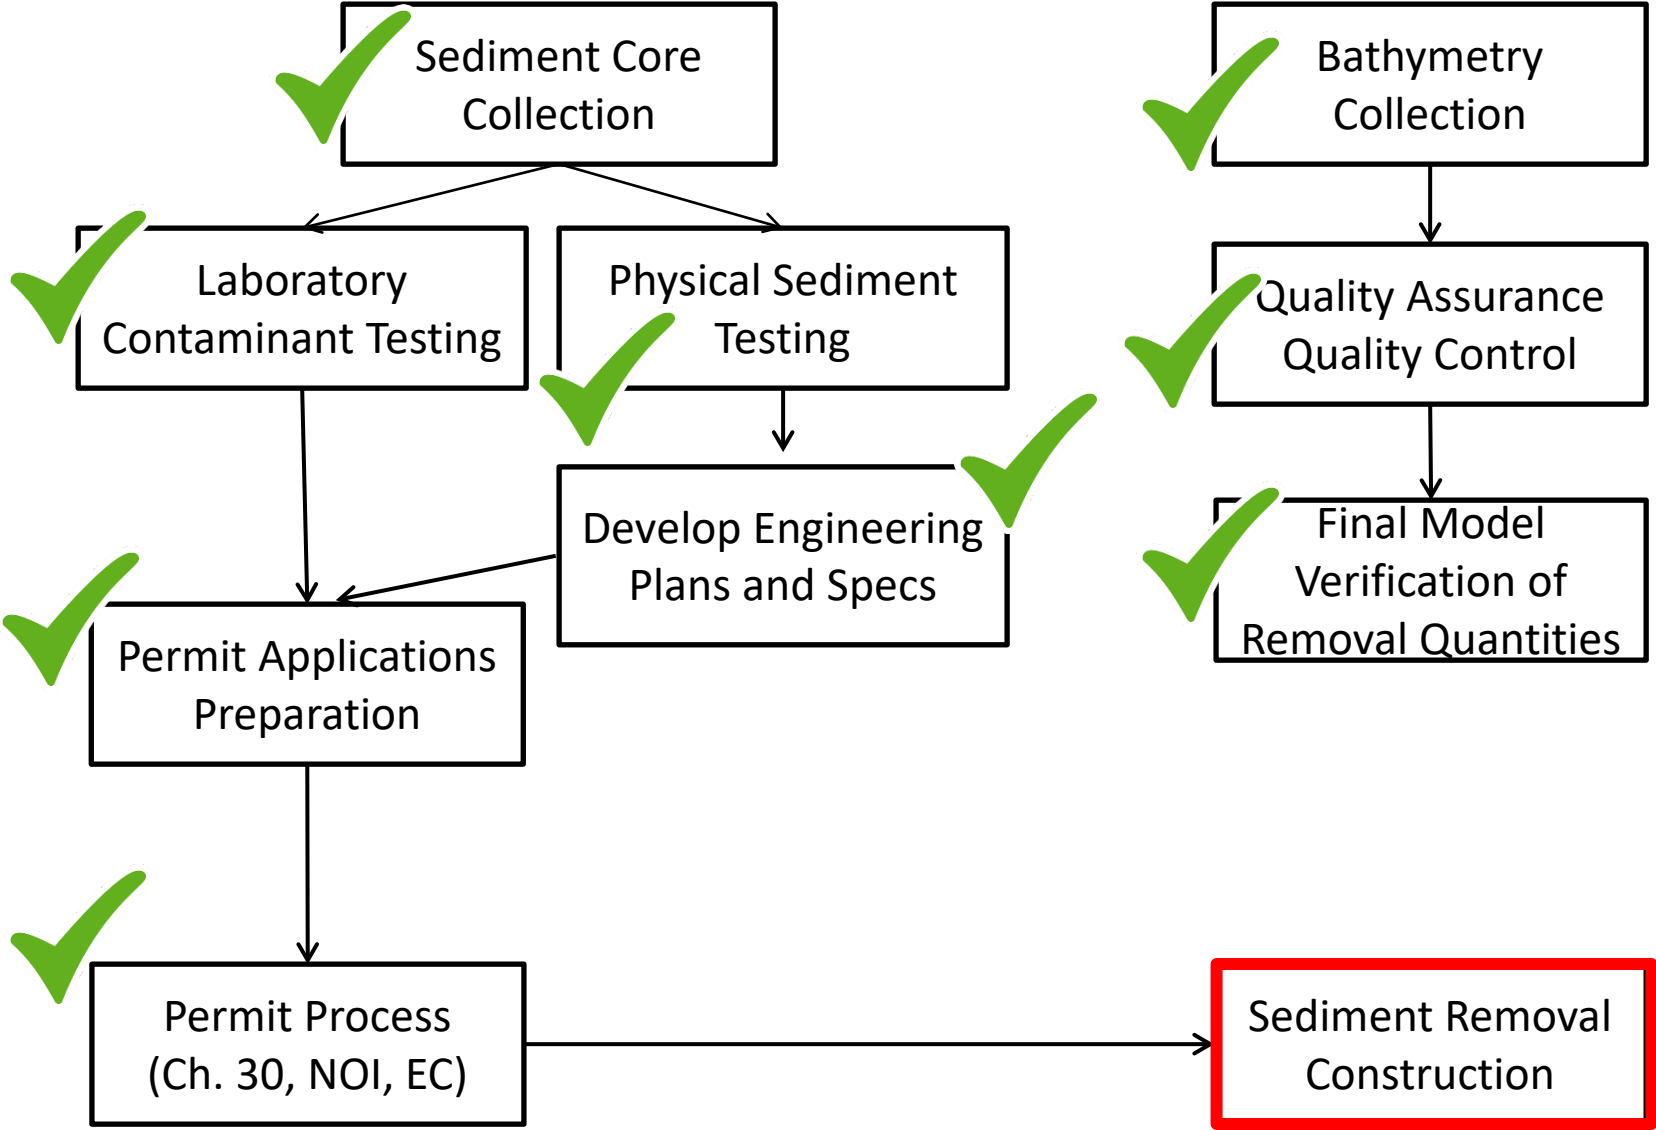 Sediment Core
Collection
Bathymetry
Collection
Laboratory
Contaminant Testing
Physical Sediment
Testing
Quality Assurance
Quality Control
Develop Engineering
Plans and Specs
Final Model
Verification of
Removal Quantities
Permit Applications
Preparation
Permit Process
(Ch. 30, NOI, EC)
Sediment Removal
Construction